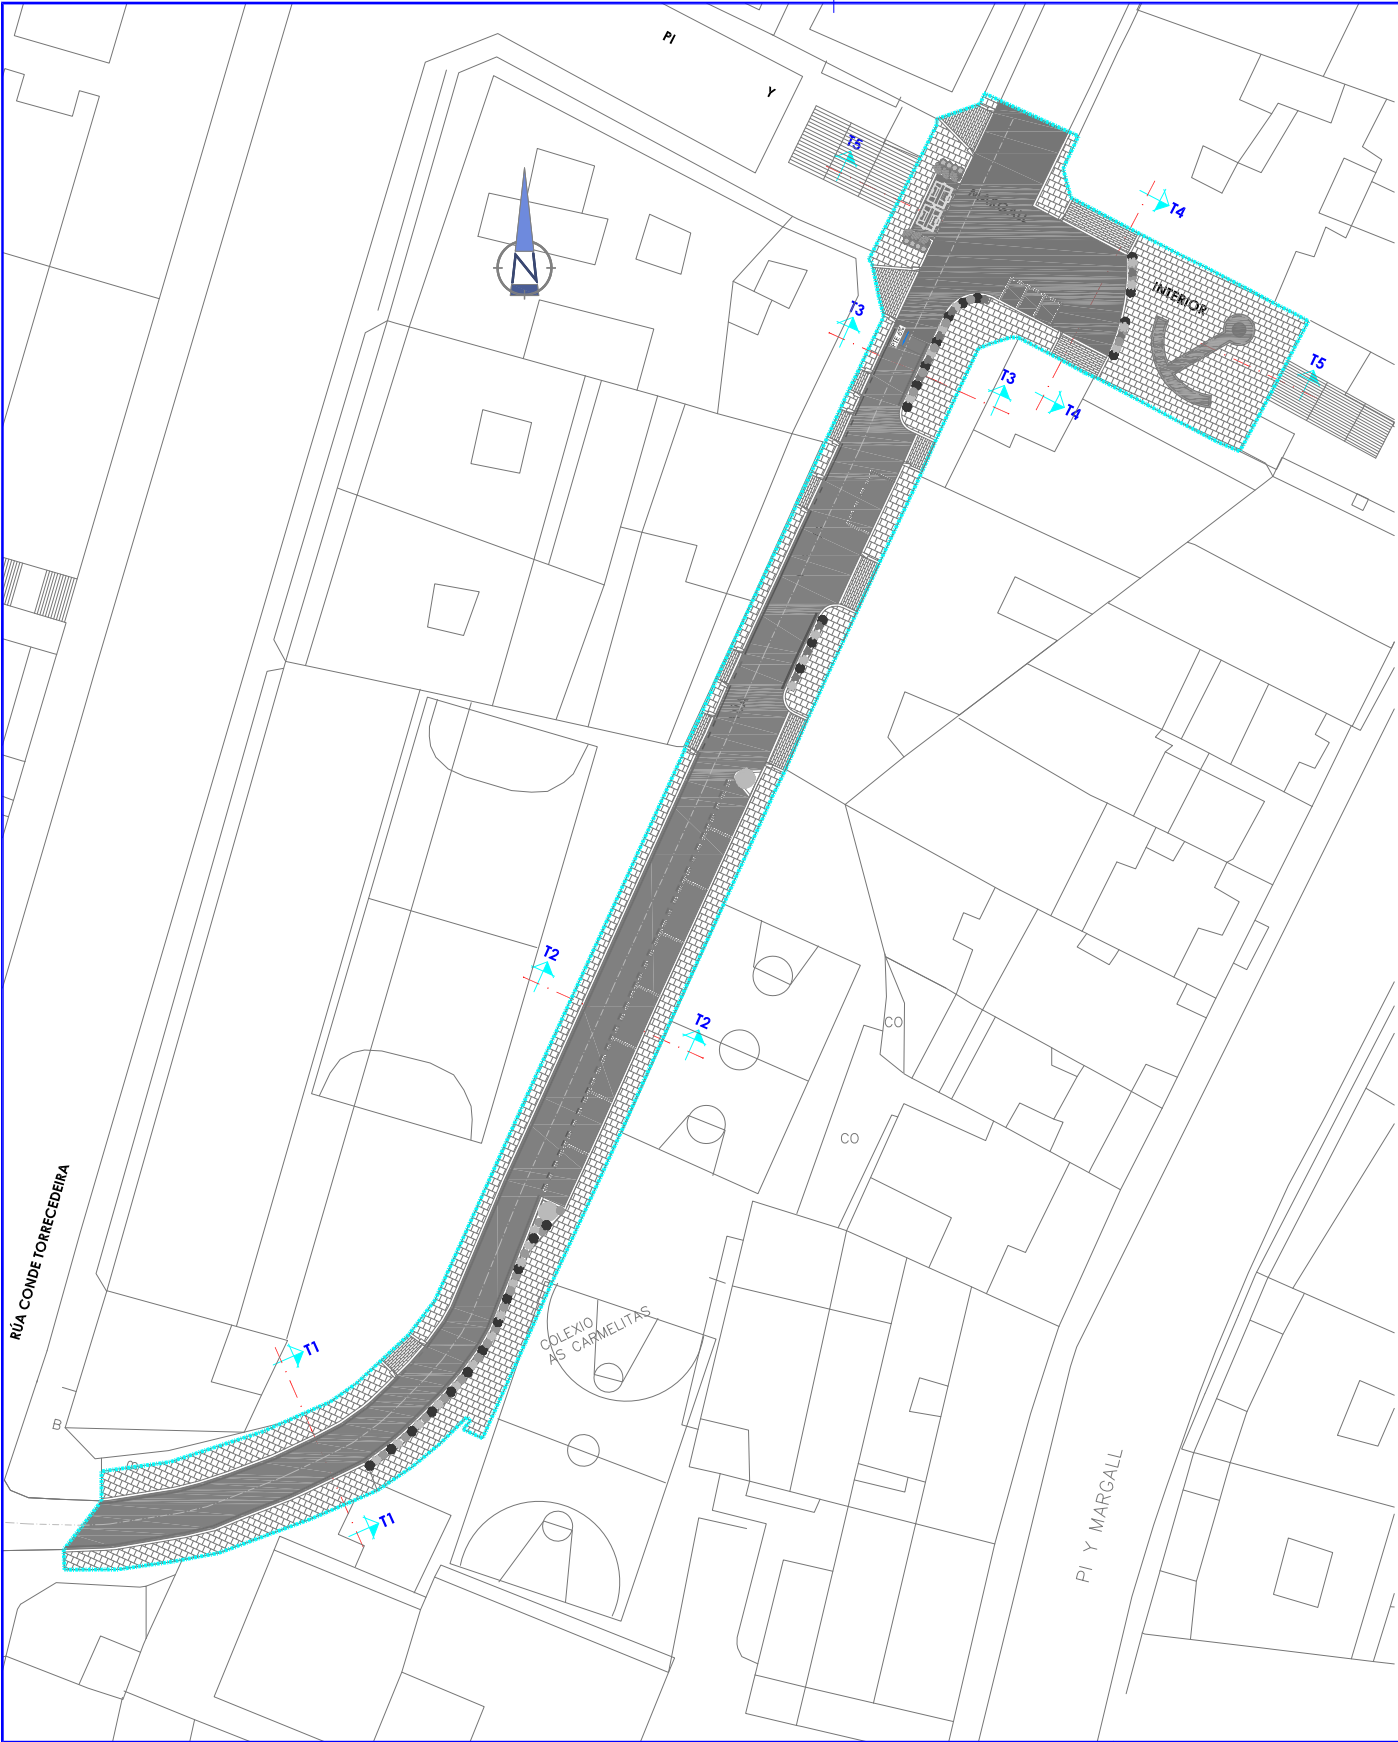 PI
Y
MARGALL
INTERIOR
T5
T4
T3
T3
T4
T5
N
T2
T2
CO
CO
RÚA CONDE TORRECEDEIRA
COLEXIO
AS CARMELITAS
T1
T1
B
B
PI Y MARGALL